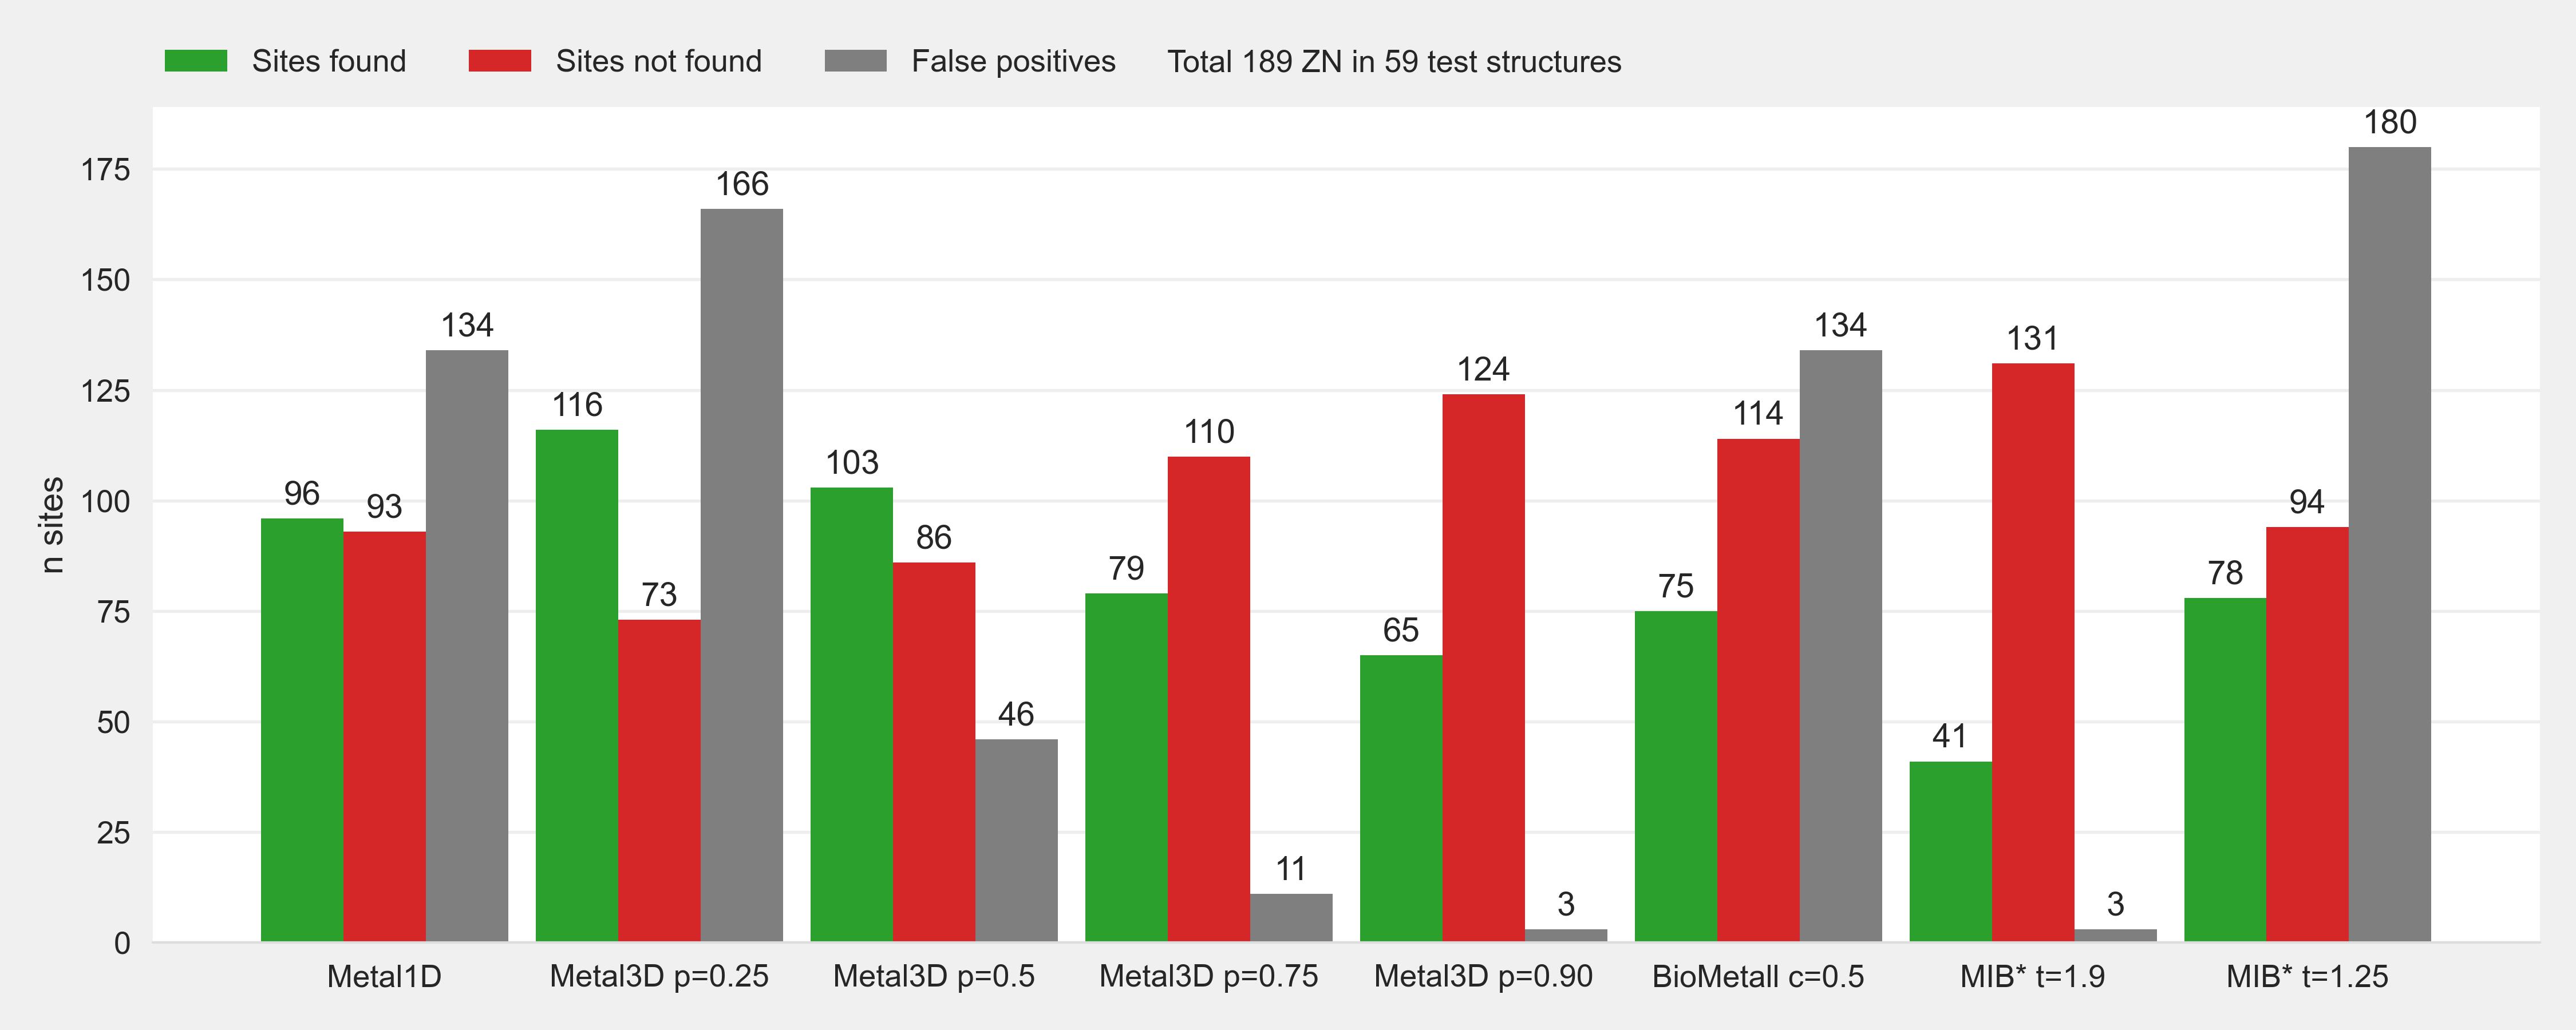 Sites found Sites not found False positives Total 189 ZN in 59 test structures
n sites
175
150
125
100
75
50
25
0
96 93 134
116 73 166
103 86 46
79 110 11
65 124 3
75 114 134
41 131 3
78 94 180
Metal1D Metal3D p=0.25 Metal3D p=0.5 Metal3D p=0.75 Metal3D p=0.90 BioMetall c=0.5 MIB* t=1.9 MIB* t=1.25